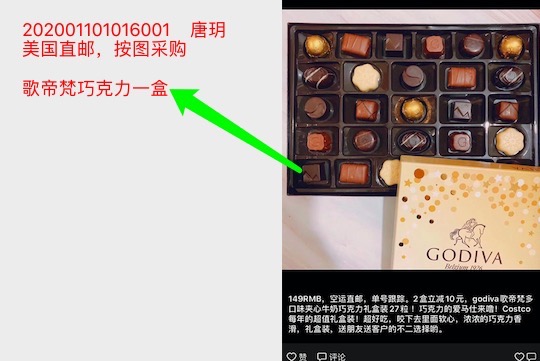 202001101016001 唐玥
美国直邮，按图采购
歌帝梵巧克力一盒
GODIVA
Belgium 1926
149RMB，空运直邮，单号跟踪。2盒立减10元，godiva歌帝梵多
口味夹心牛奶巧克力礼盒装27粒！巧克力的爱马仕来噜！Costco
每年的超值礼盒装！超好吃，咬下去里面软心，浓浓的巧克力香
滑，礼盒装，送朋友送客户的不二选择哟。
赞 评论